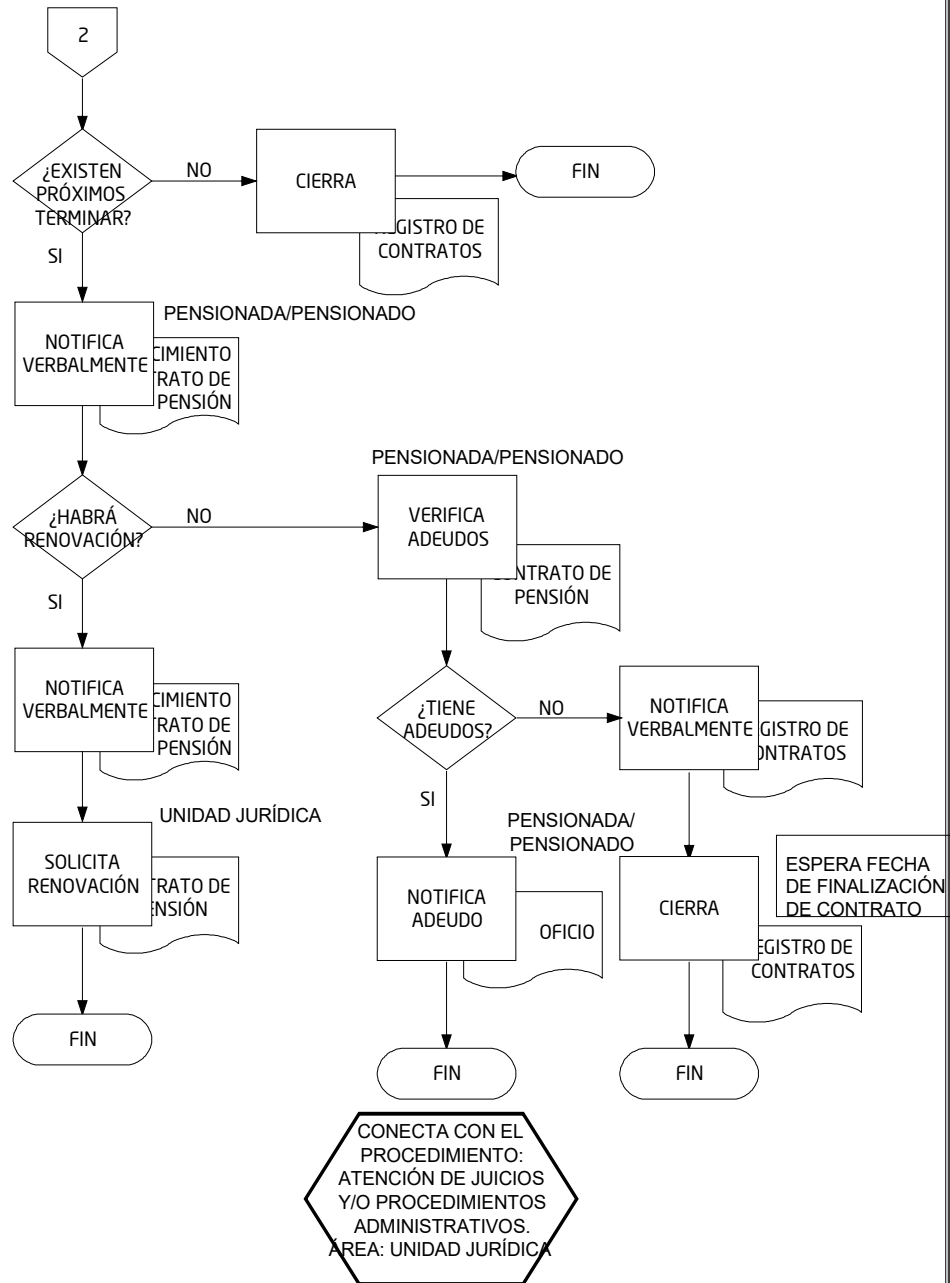 2
¿EXISTEN
PRÓXIMOS
TERMINAR?
NO
CIERRA
FIN
REGISTRO DE
CONTRATOS
SI
PENSIONADA/PENSIONADO
NOTIFICA
VERBALMENTE
CIMIENTO
TRATO DE
PENSIÓN
¿HABRÁ
RENOVACIÓN?
NO
PENSIONADA/PENSIONADO
VERIFICA
ADEUDOS
CONTRATO DE
PENSIÓN
SI
NOTIFICA
VERBALMENTE
CIMIENTO
TRATO DE
PENSIÓN
¿TIENE
ADEUDOS?
NO
NOTIFICA
VERBALMENTE
GISTRO DE
ONTRATOS
SI
UNIDAD JURÍDICA
SOLICITA
RENOVACIÓN
TRATO DE
ENSIÓN
PENSIONADA/
PENSIONADO
NOTIFICA
ADEUDO
OFICIO
CIERRA
ESPERA FECHA
DE FINALIZACIÓN
DE CONTRATO
EGISTRO DE
CONTRATOS
FIN
FIN
FIN
CONECTA CON EL
PROCEDIMIENTO:
ATENCIÓN DE JUICIOS
Y/O PROCEDIMIENTOS
ADMINISTRATIVOS.
ÁREA: UNIDAD JURÍDICA